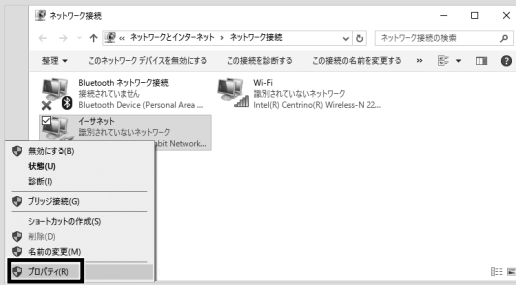 ネットワーク接続
« ネットワークとインターネット › ネットワーク接続
ネットワーク接続の検索
整理 ▼ このネットワーク デバイスを無効にする この接続を診断する この接続の名前を変更する »
Bluetooth ネットワーク接続
接続されていません
Bluetooth Device (Personal Area ...
Wi-Fi
識別されていないネットワーク
Intel(R) Centrino(R) Wireless-N 22...
イーサネット
識別されていないネットワーク
abit Network...
無効にする(B)
状態(U)
診断(I)
ブリッジ接続(G)
ショートカットの作成(S)
削除(D)
名前の変更(M)
プロパティ(R)